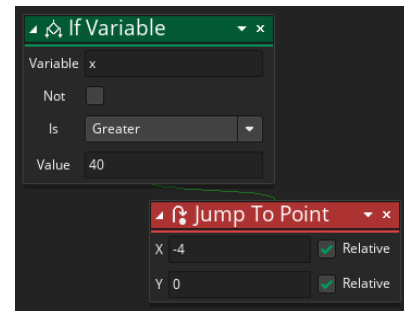 If Variable
Variable x
Not
Is Greater
Value 40
Jump To Point
X -4 Relative
Y 0 Relative